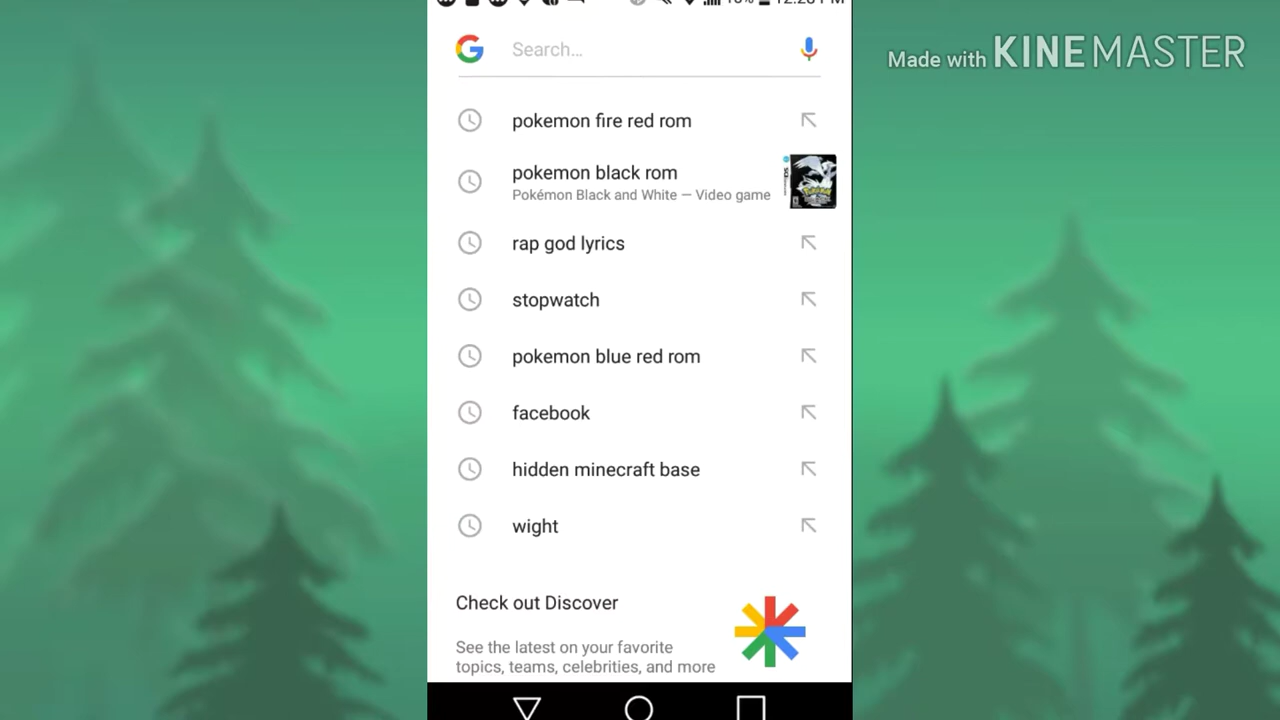 Made with KINEMASTER
Search...
pokemon fire red rom
pokemon black rom
Pokémon Black and White — Video game
rap god lyrics
stopwatch
pokemon blue red rom
facebook
hidden minecraft base
wight
Check out Discover
See the latest on your favorite
topics, teams, celebrities, and more